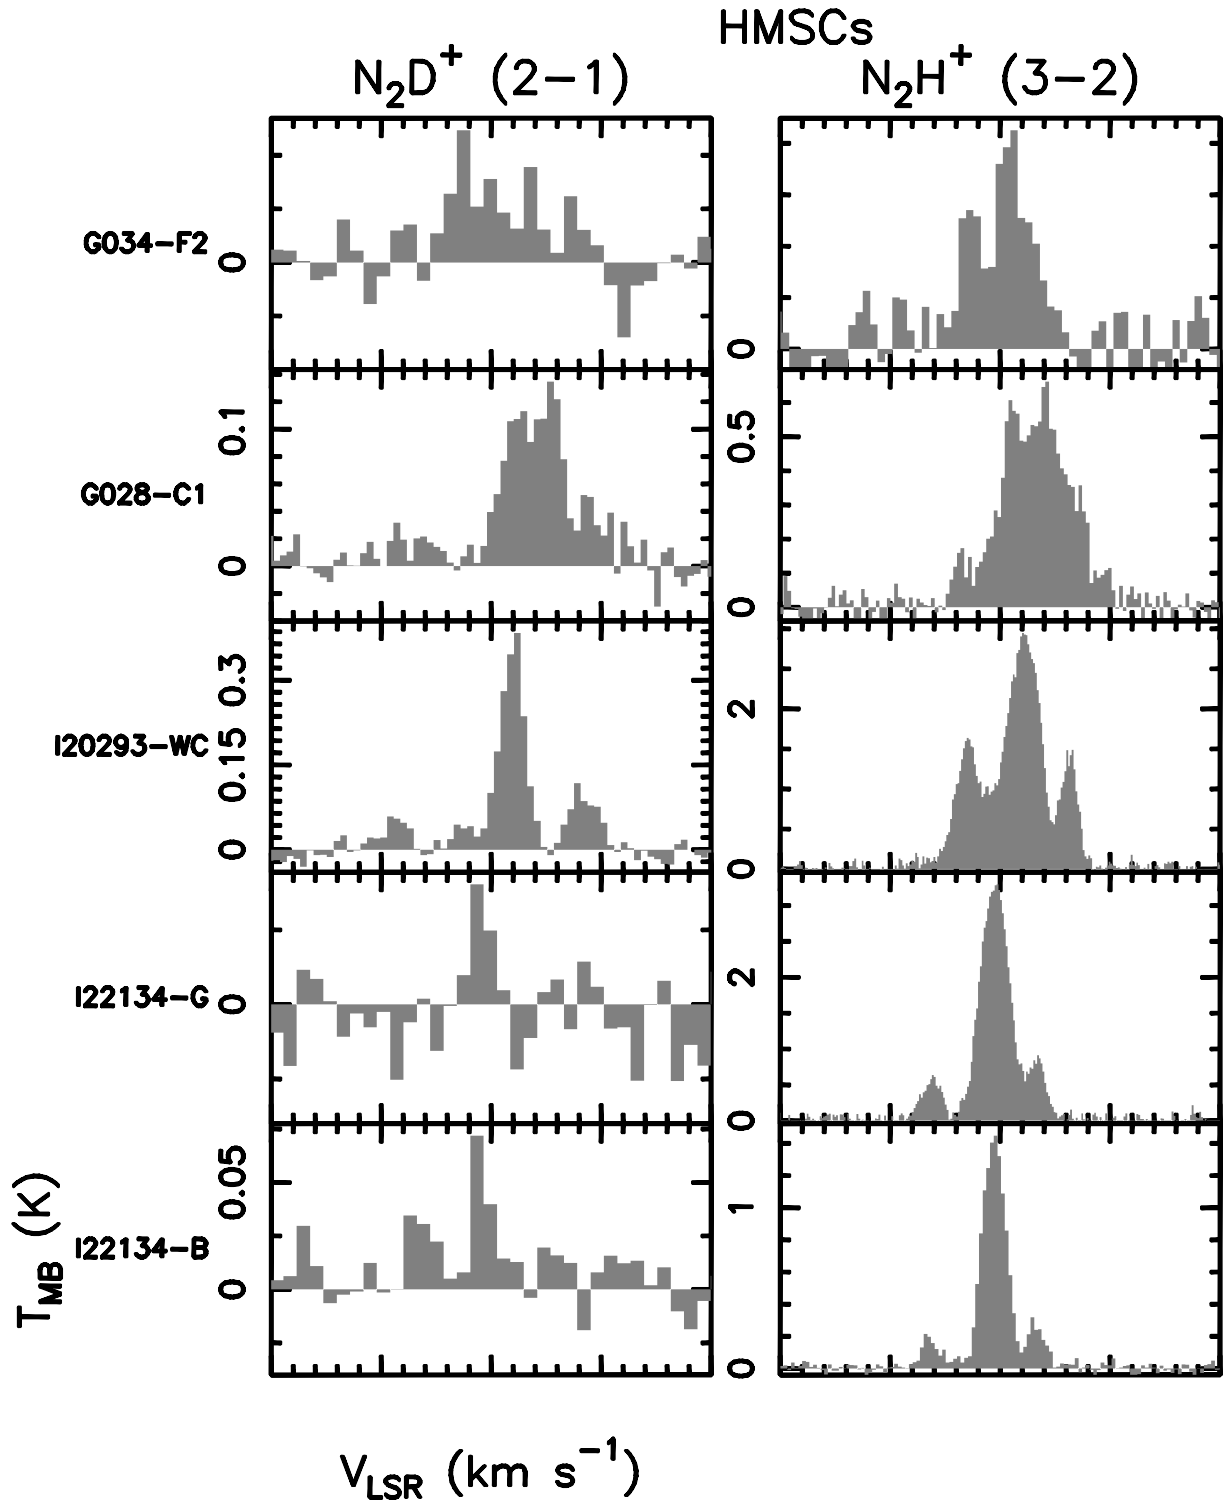 HMSCs
N₂D⁺ (2−1) N₂H⁺ (3−2)
G034−F2 0 0
G028−C1 0.1 0 0.5 0
I20293−WC 0.3 0.15 0 2 0
I22134−G 0 2 0
I22134−B 0.05 0 1 0
T_MB (K)
V_LSR (km s⁻¹)